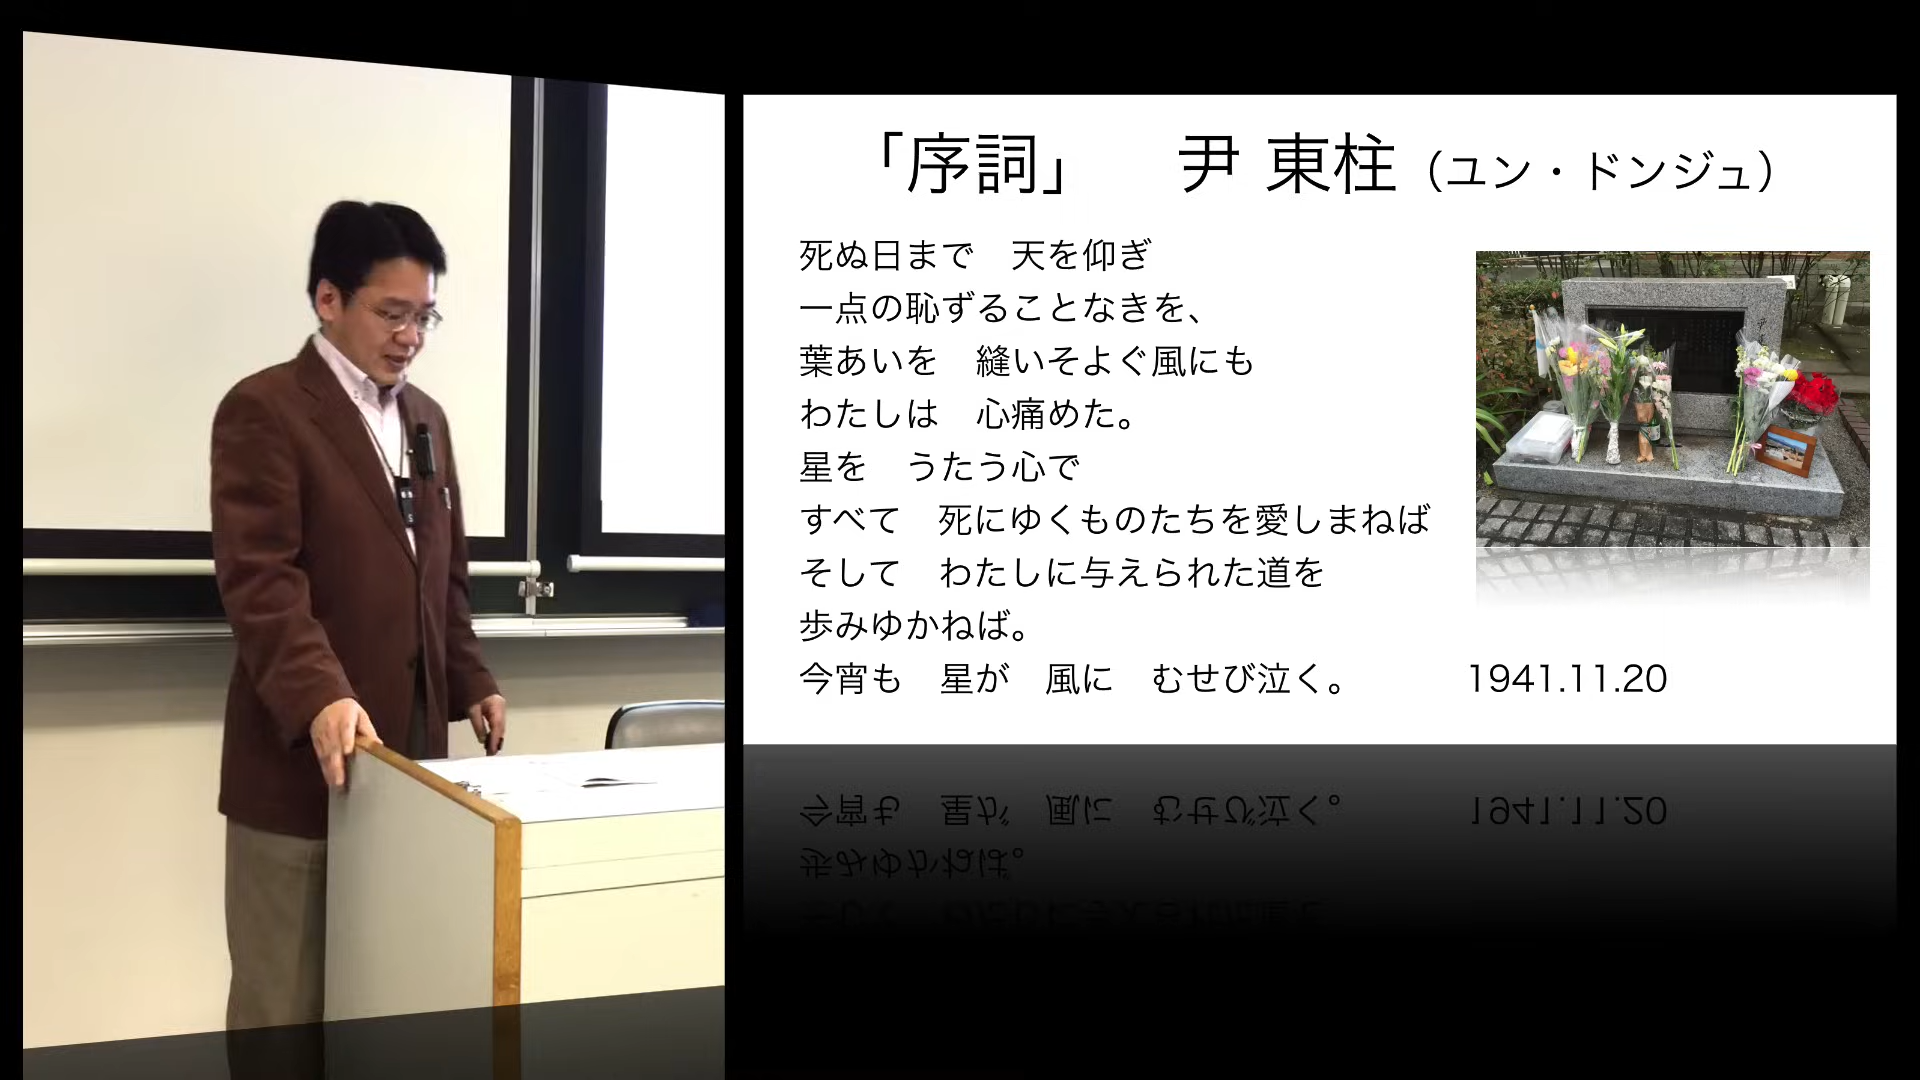 「序詞」　尹 東柱（ユン・ドンジュ）
死ぬ日まで　天を仰ぎ
一点の恥ずることなきを、
葉あいを　縫いそよぐ風にも
わたしは　心痛めた。
星を　うたう心で
すべて　死にゆくものたちを愛しまねば
そして　わたしに与えられた道を
歩みゆかねば。
今宵も　星が　風に　むせび泣く。　1941.11.20